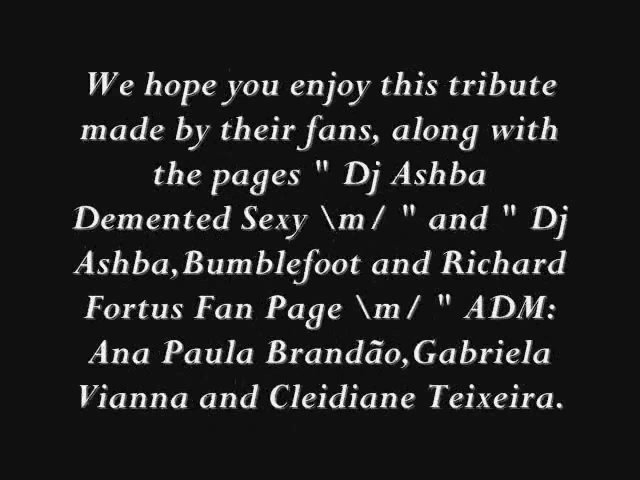 We hope you enjoy this tribute
made by their fans, along with
the pages " Dj Ashba
Demented Sexy \m/ " and " Dj
Ashba,Bumblefoot and Richard
Fortus Fan Page \m/ " ADM:
Ana Paula Brandão,Gabriela
Vianna and Cleidiane Teixeira.